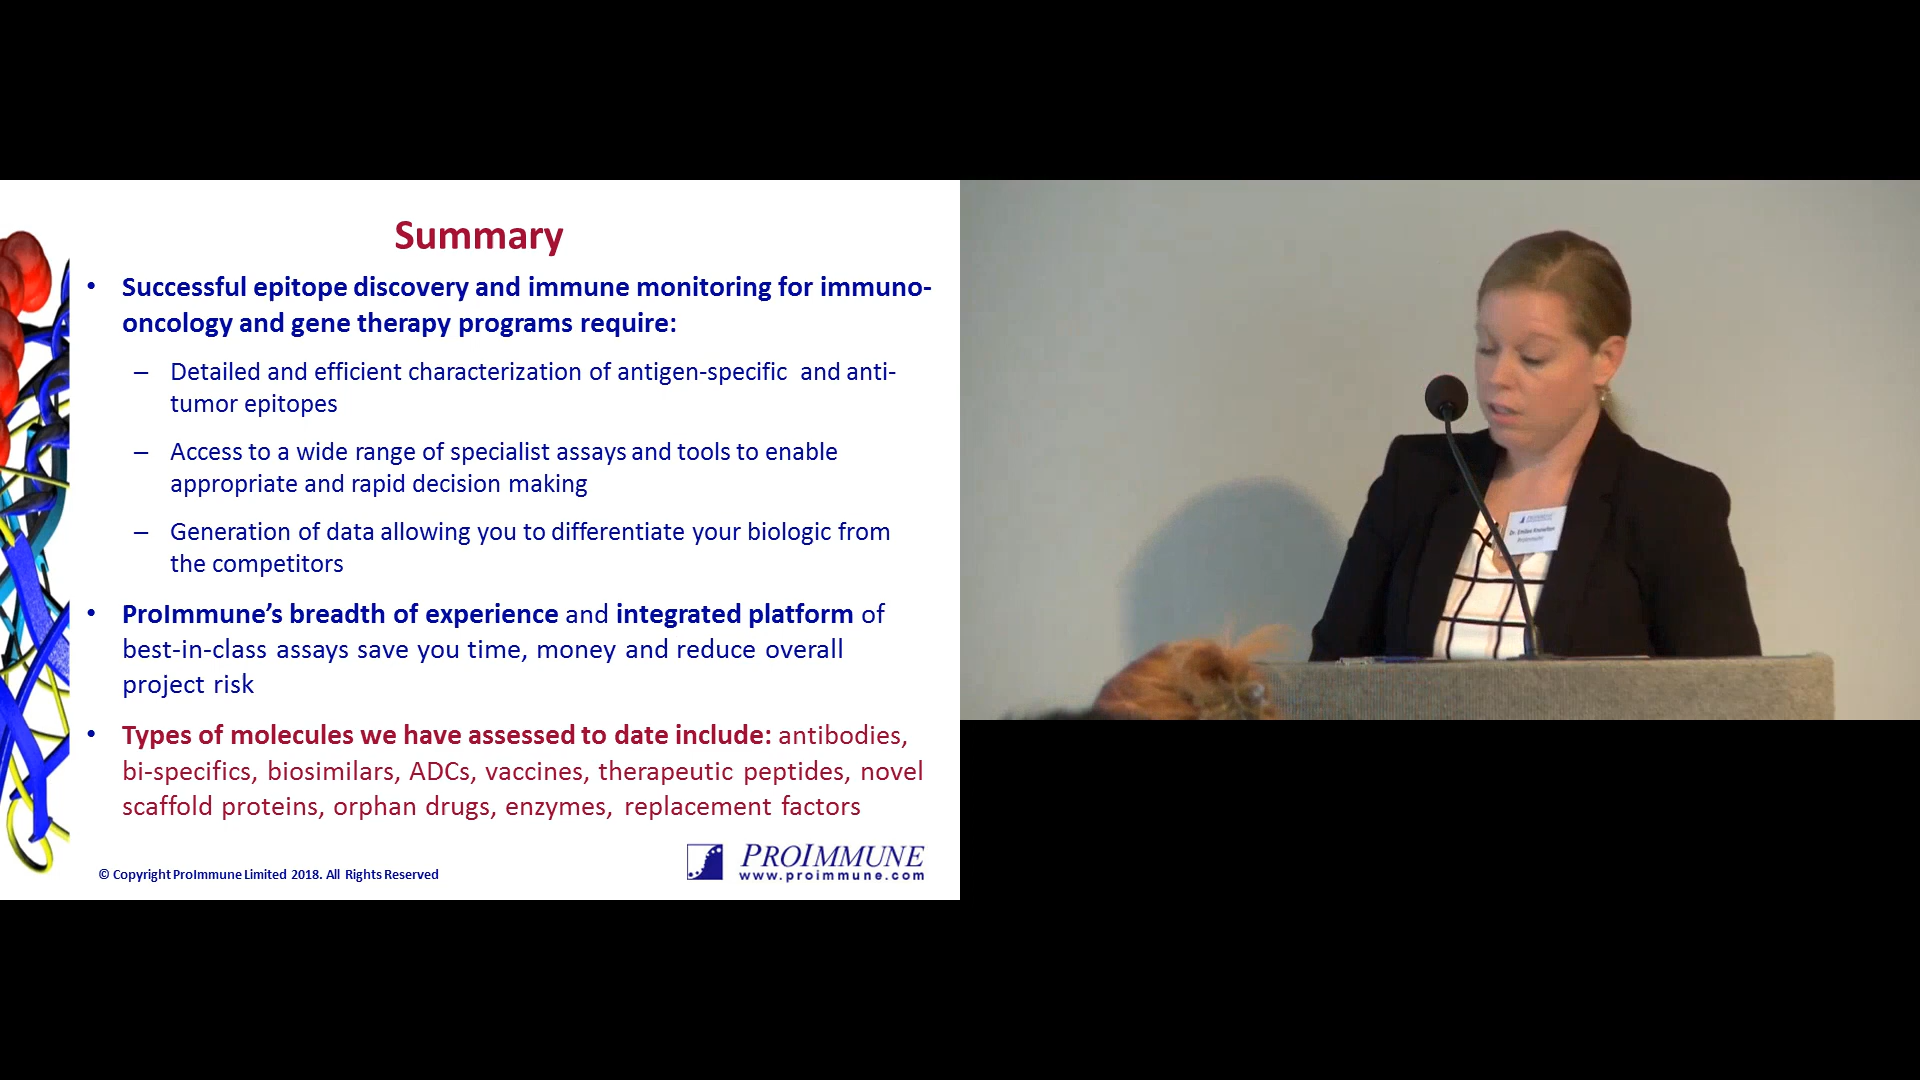 Summary
• Successful epitope discovery and immune monitoring for immuno-
oncology and gene therapy programs require:
– Detailed and efficient characterization of antigen-specific and anti-
tumor epitopes
– Access to a wide range of specialist assays and tools to enable
appropriate and rapid decision making
– Generation of data allowing you to differentiate your biologic from
the competitors
• ProImmune’s breadth of experience and integrated platform of
best-in-class assays save you time, money and reduce overall
project risk
• Types of molecules we have assessed to date include: antibodies,
bi-specifics, biosimilars, ADCs, vaccines, therapeutic peptides, novel
scaffold proteins, orphan drugs, enzymes, replacement factors
© Copyright ProImmune Limited 2018. All Rights Reserved
PROIMMUNE
www.proimmune.com
Dr. Emilee Knowlton
ProImmune